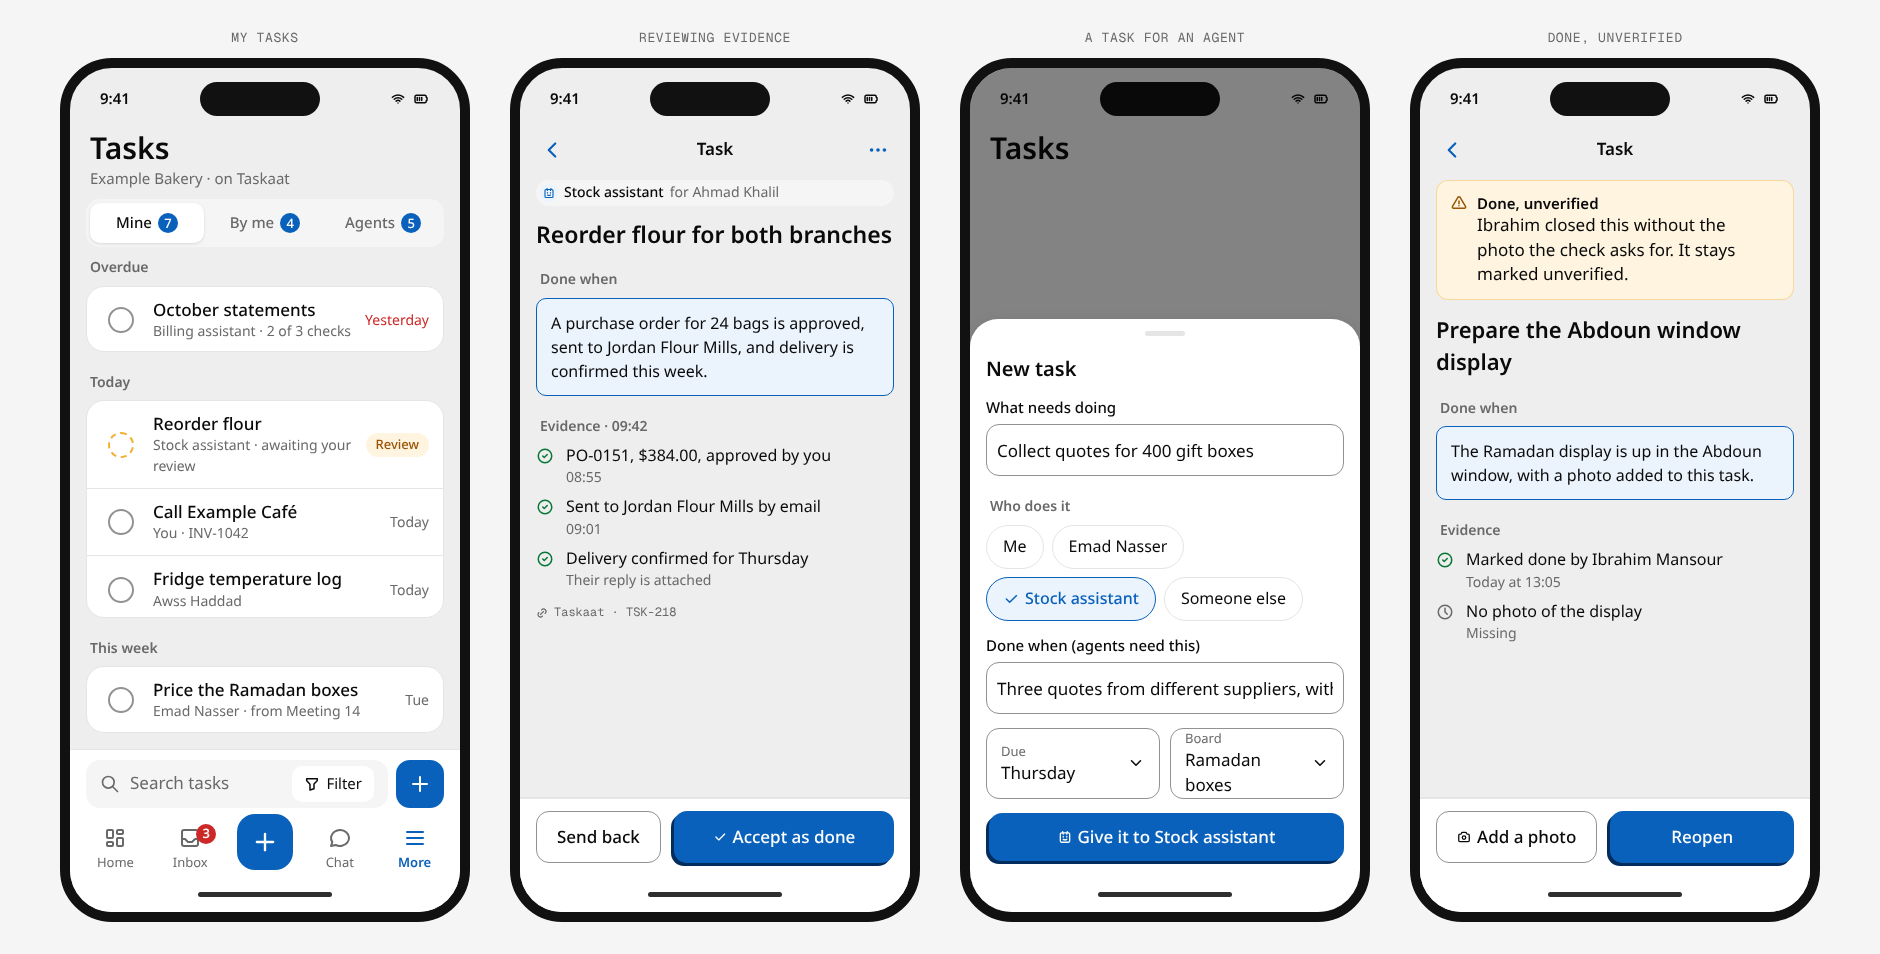 MY TASKS
9:41
Tasks
Example Bakery · on Taskaat
Mine 7
By me 4
Agents 5
Overdue
October statements
Billing assistant · 2 of 3 checks
Yesterday
Today
Reorder flour
Stock assistant · awaiting your
review
Review
Call Example Café
You · INV-1042
Today
Fridge temperature log
Awss Haddad
Today
This week
Price the Ramadan boxes
Emad Nasser · from Meeting 14
Tue
Search tasks
Filter
Home
Inbox
3
Chat
More
REVIEWING EVIDENCE
9:41
Task
Stock assistant for Ahmad Khalil
Reorder flour for both branches
Done when
A purchase order for 24 bags is approved,
sent to Jordan Flour Mills, and delivery is
confirmed this week.
Evidence · 09:42
PO-0151, $384.00, approved by you
08:55
Sent to Jordan Flour Mills by email
09:01
Delivery confirmed for Thursday
Their reply is attached
Taskaat · TSK-218
Send back
Accept as done
A TASK FOR AN AGENT
9:41
Tasks
New task
What needs doing
Collect quotes for 400 gift boxes
Who does it
Me
Emad Nasser
Stock assistant
Someone else
Done when (agents need this)
Three quotes from different suppliers, with
Due
Thursday
Board
Ramadan
boxes
Give it to Stock assistant
DONE, UNVERIFIED
9:41
Task
Done, unverified
Ibrahim closed this without the
photo the check asks for. It stays
marked unverified.
Prepare the Abdoun window
display
Done when
The Ramadan display is up in the Abdoun
window, with a photo added to this task.
Evidence
Marked done by Ibrahim Mansour
Today at 13:05
No photo of the display
Missing
Add a photo
Reopen